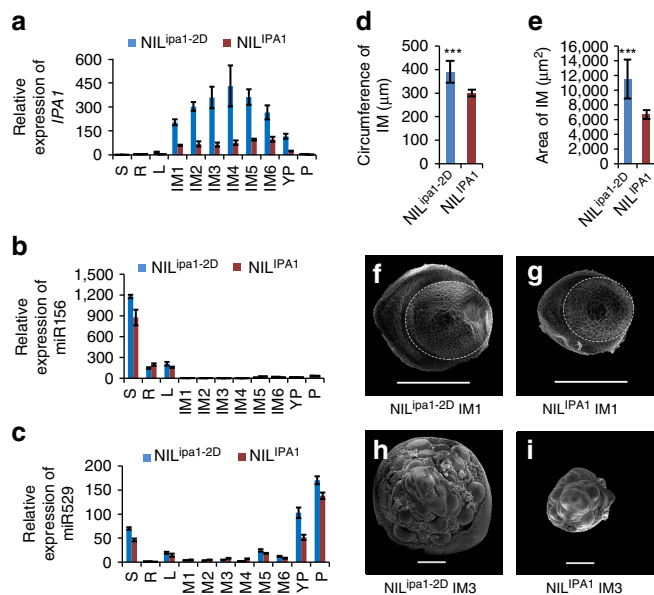 a
NIL^ipa1-2D NIL^IPA1
Relative
expression of
IPA1
600
450
300
150
0
S R L IM1 IM2 IM3 IM4 IM5 IM6 YP P
b
NIL^ipa1-2D NIL^IPA1
Relative
expression of
miR156
1,500
1,200
900
600
300
0
S R L IM1 IM2 IM3 IM4 IM5 IM6 YP P
c
NIL^ipa1-2D NIL^IPA1
Relative
expression of
miR529
200
150
100
50
0
S R L M1 M2 M3 M4 M5 M6 YP P
d
Circumference of
IM (μm)
500
400
300
200
100
0
***
NIL^ipa1-2D NIL^IPA1
e
Area of IM (μm²)
16,000
14,000
12,000
10,000
8,000
6,000
4,000
2,000
0
***
NIL^ipa1-2D NIL^IPA1
f
NIL^ipa1-2D IM1
g
NIL^IPA1 IM1
h
NIL^ipa1-2D IM3
i
NIL^IPA1 IM3